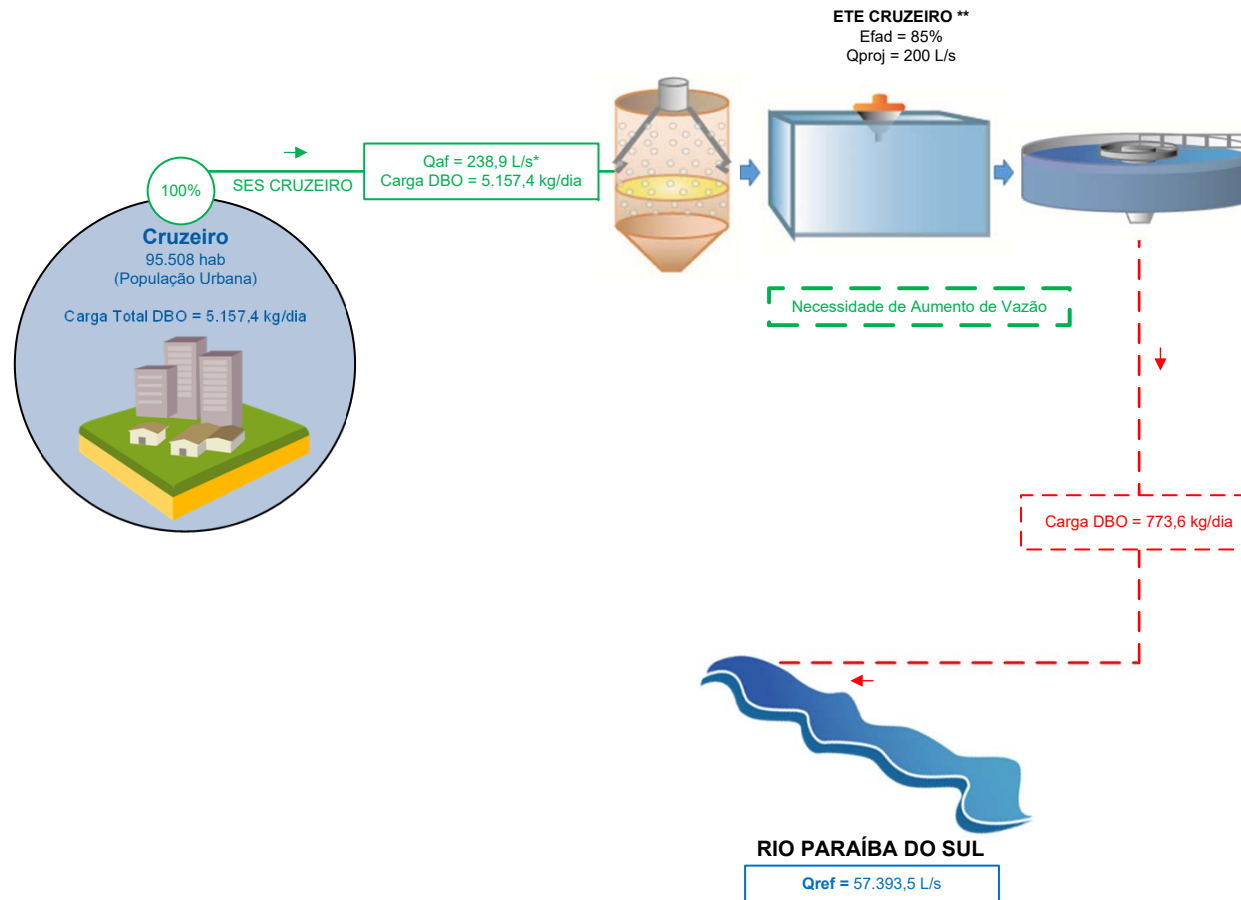 ETE CRUZEIRO **
Efad = 85%
Qproj = 200 L/s
100%
SES CRUZEIRO
Qaf = 238,9 L/s*
Carga DBO = 5.157,4 kg/dia
Cruzeiro
95.508 hab
(População Urbana)
Carga Total DBO = 5.157,4 kg/dia
Necessidade de Aumento de Vazão
Carga DBO = 773,6 kg/dia
RIO PARAÍBA DO SUL
Qref = 57.393,5 L/s